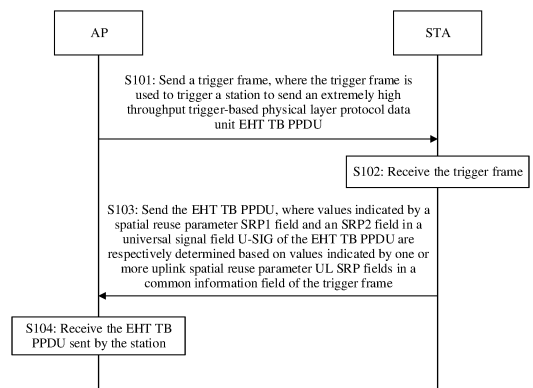 AP
STA
S101: Send a trigger frame, where the trigger frame is
used to trigger a station to send an extremely high
throughput trigger-based physical layer protocol data
unit EHT TB PPDU
S102: Receive the trigger frame
S103: Send the EHT TB PPDU, where values indicated by a
spatial reuse parameter SRP1 field and an SRP2 field in
a universal signal field U-SIG of the EHT TB PPDU are
respectively determined based on values indicated by one or
more uplink spatial reuse parameter UL SRP fields in a
common information field of the trigger frame
S104: Receive the EHT TB
PPDU sent by the station